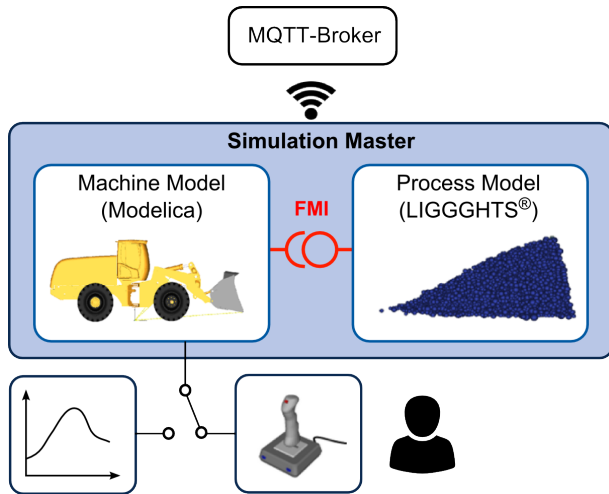 MQTT-Broker
Simulation Master
Machine Model
(Modelica)
FMI
Process Model
(LIGGGHTS®)